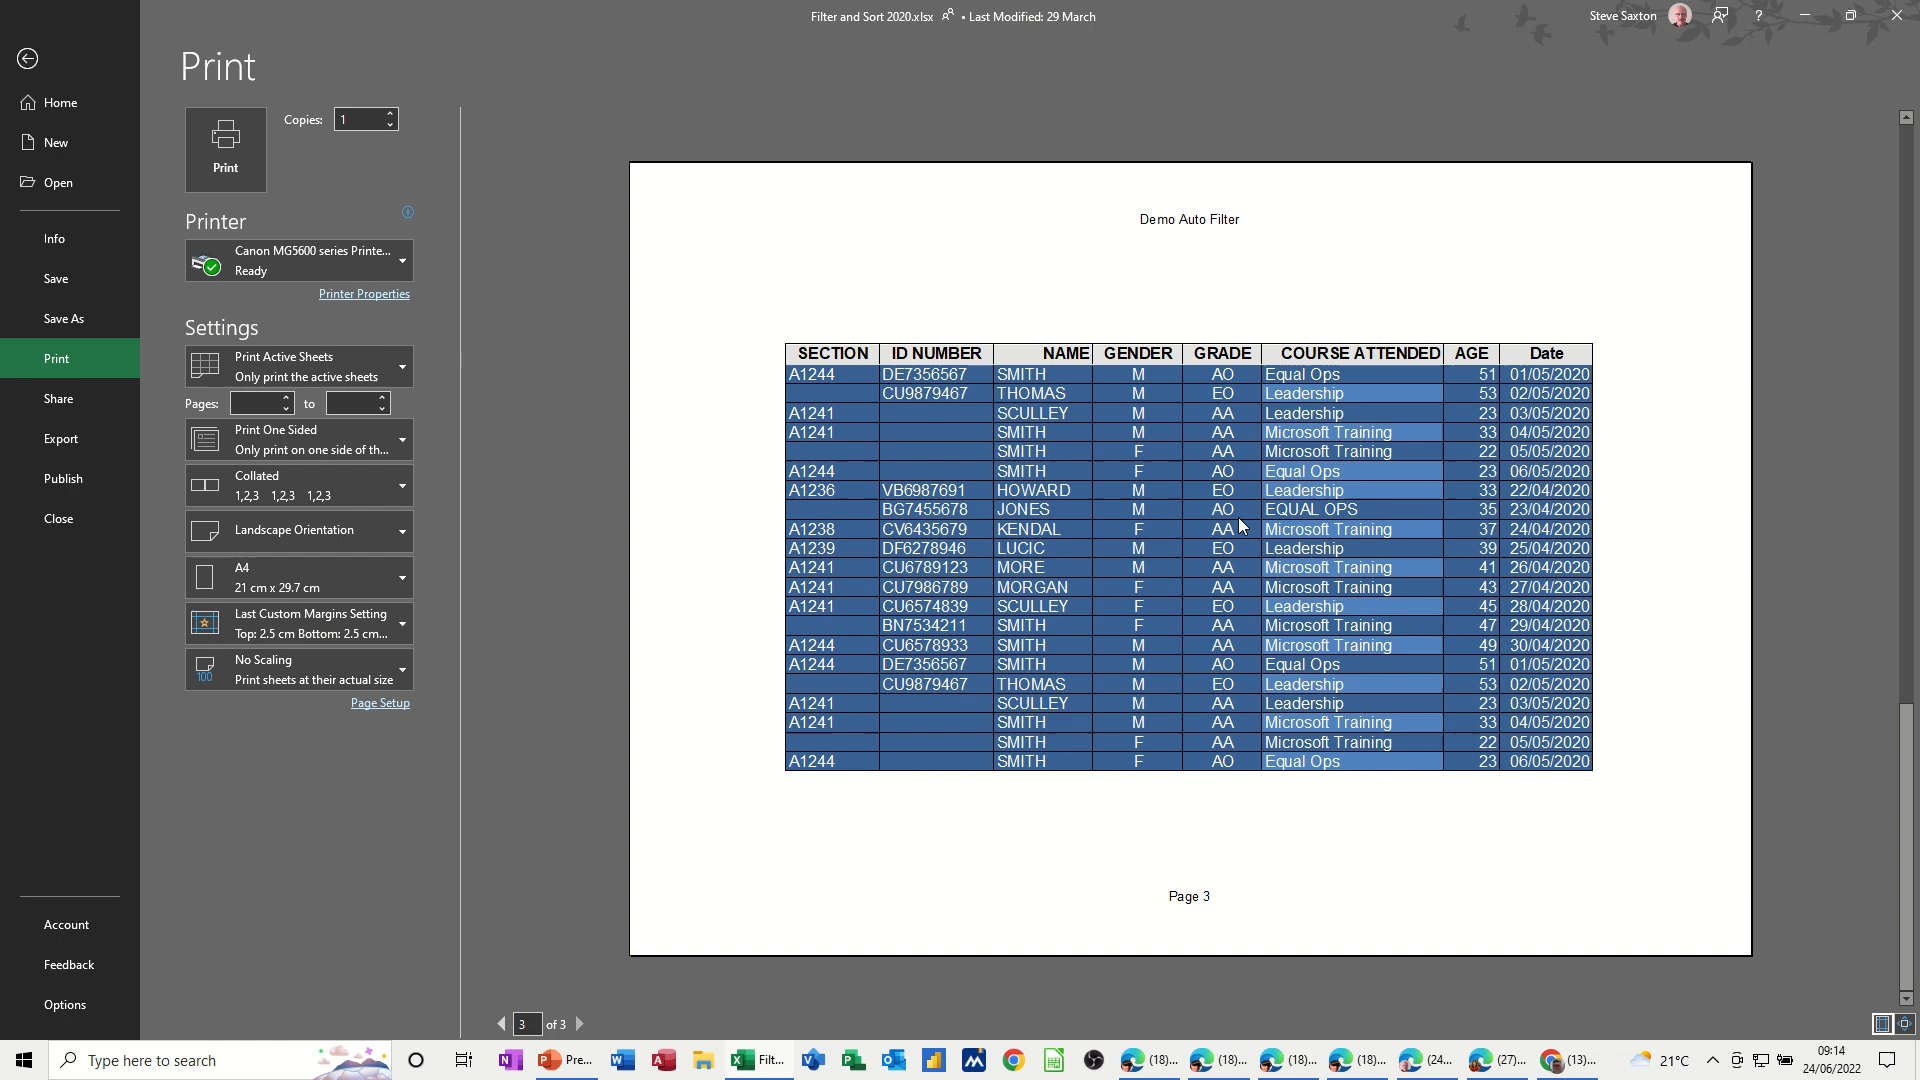 Filter and Sort 2020.xlsx • Last Modified: 29 March
Steve Saxton
?
Print
Home
New
Open
Info
Save
Save As
Print
Share
Export
Publish
Close
Account
Feedback
Options
Print
Copies: 1
Printer
Canon MG5600 series Printe...
Ready
Printer Properties
Settings
Print Active Sheets
Only print the active sheets
Pages: to
Print One Sided
Only print on one side of th...
Collated
1,2,3 1,2,3 1,2,3
Landscape Orientation
A4
21 cm x 29.7 cm
Last Custom Margins Setting
Top: 2.5 cm Bottom: 2.5 cm...
No Scaling
100
Print sheets at their actual size
Page Setup
Demo Auto Filter
SECTION ID NUMBER NAME GENDER GRADE COURSE ATTENDED AGE Date
A1244 DE7356567 SMITH M AO Equal Ops 51 01/05/2020
CU9879467 THOMAS M EO Leadership 53 02/05/2020
A1241 SCULLEY M AA Leadership 23 03/05/2020
A1241 SMITH M AA Microsoft Training 33 04/05/2020
SMITH F AA Microsoft Training 22 05/05/2020
A1244 SMITH F AO Equal Ops 23 06/05/2020
A1236 VB6987691 HOWARD M EO Leadership 33 22/04/2020
BG7455678 JONES M AO EQUAL OPS 35 23/04/2020
A1238 CV6435679 KENDAL F AA Microsoft Training 37 24/04/2020
A1239 DF6278946 LUCIC M EO Leadership 39 25/04/2020
A1241 CU6789123 MORE M AA Microsoft Training 41 26/04/2020
A1241 CU7986789 MORGAN F AA Microsoft Training 43 27/04/2020
A1241 CU6574839 SCULLEY F EO Leadership 45 28/04/2020
BN7534211 SMITH F AA Microsoft Training 47 29/04/2020
A1244 CU6578933 SMITH M AA Microsoft Training 49 30/04/2020
A1244 DE7356567 SMITH M AO Equal Ops 51 01/05/2020
CU9879467 THOMAS M EO Leadership 53 02/05/2020
A1241 SCULLEY M AA Leadership 23 03/05/2020
A1241 SMITH M AA Microsoft Training 33 04/05/2020
SMITH F AA Microsoft Training 22 05/05/2020
A1244 SMITH F AO Equal Ops 23 06/05/2020
Page 3
3 of 3
Type here to search
Pre...
Filt...
(18)...
(18)...
(18)...
(18)...
(24...
(27)...
(13)...
21°C
09:14
24/06/2022